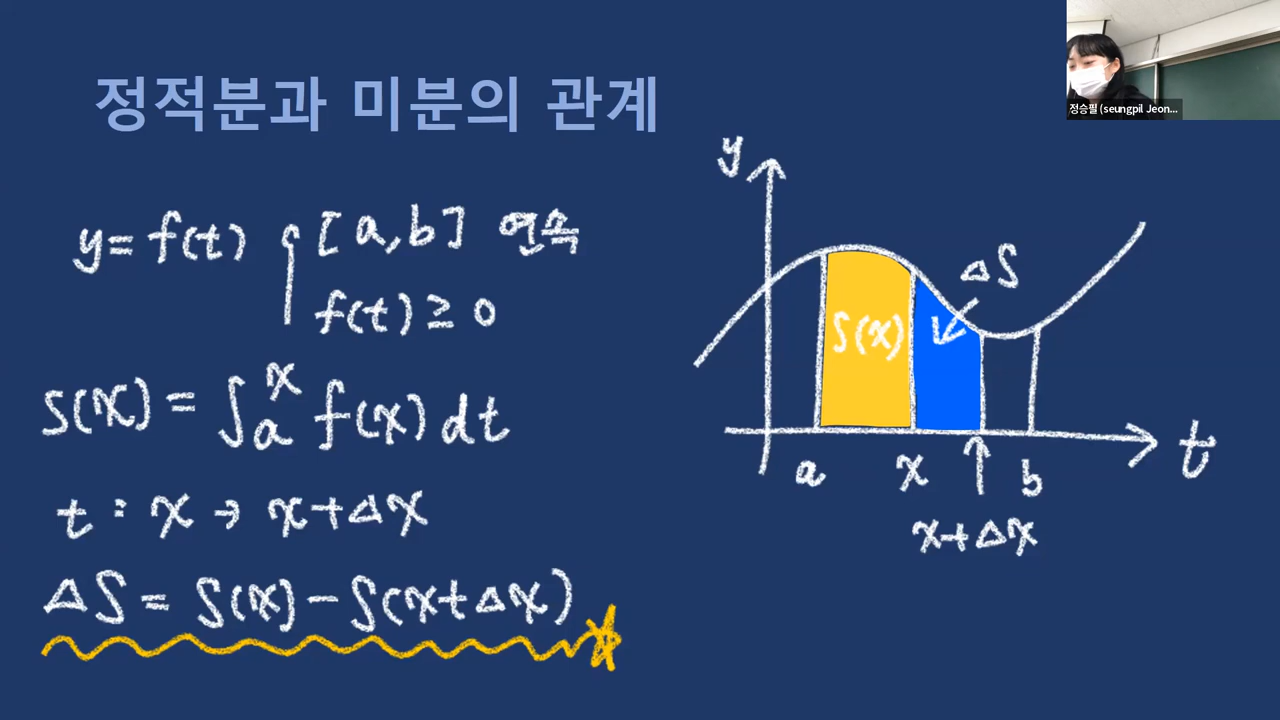 정적분과 미분의 관계
정승필 (seungpil Jeon...
y = f(t) [a, b] 연속
f(t) ≥ 0
S(x) = ∫ₐˣ f(x) dt
t : x → x+Δx
ΔS = S(x) - S(x+Δx)
y
ΔS
S(x)
a x b t
x+Δx